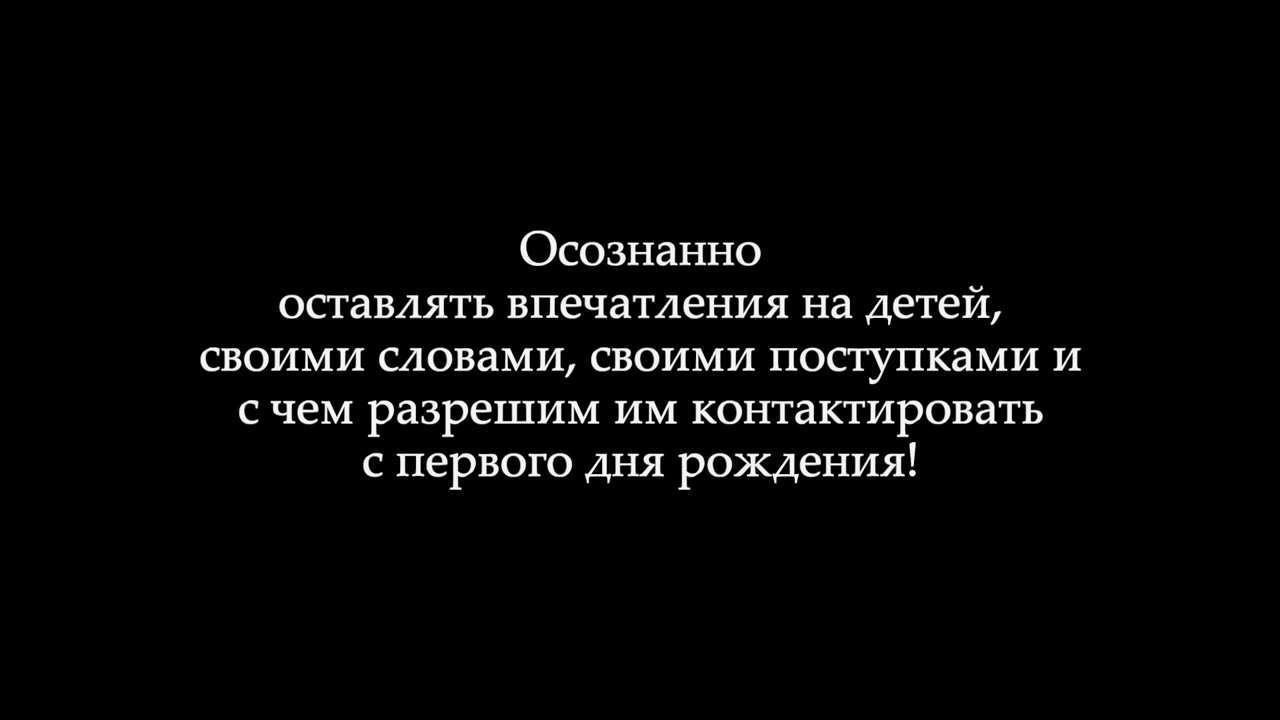 Осознанно
оставлять впечатления на детей,
своими словами, своими поступками и
с чем разрешим им контактировать
с первого дня рождения!